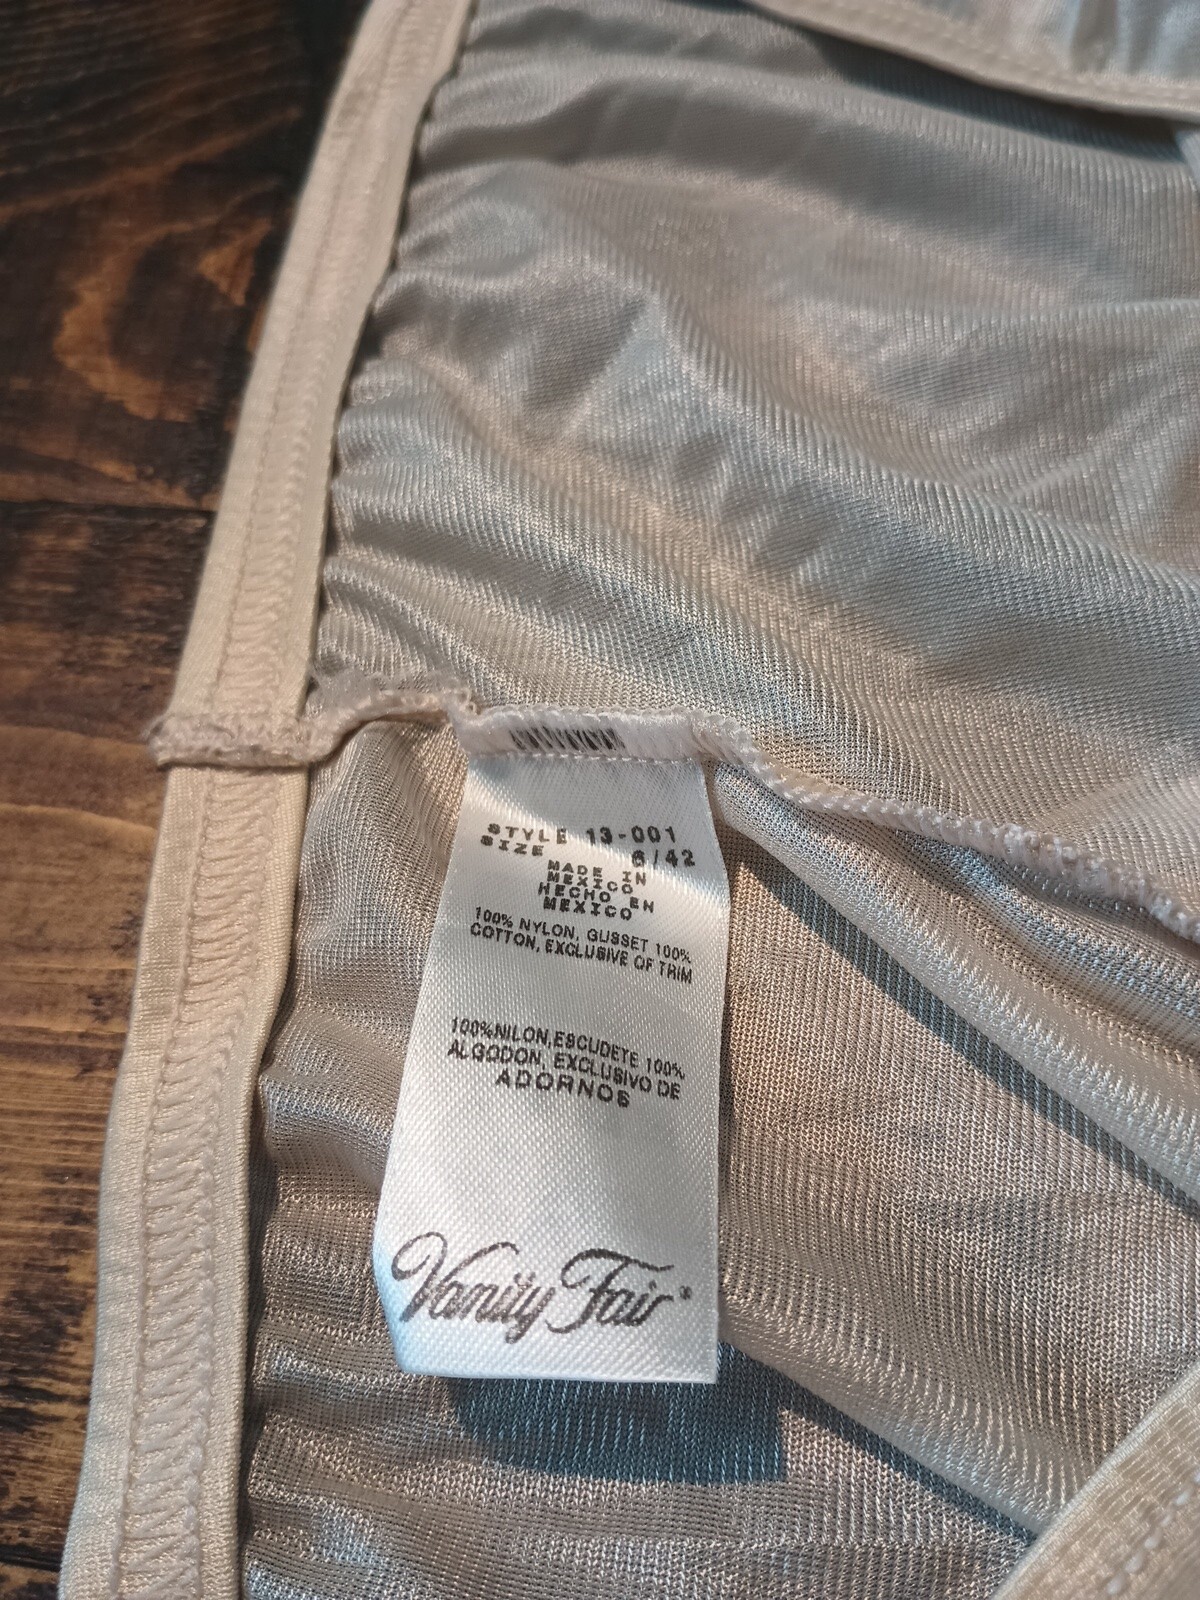 STYLE 13-001
SIZE 6/42
MADE IN
MEXICO
HECHO EN
MEXICO
100% NYLON, GUSSET 100%
COTTON, EXCLUSIVE OF TRIM
100%NILON,ESCUDETE 100%
ALGODON, EXCLUSIVO DE
ADORNOS
Vanity Fair®